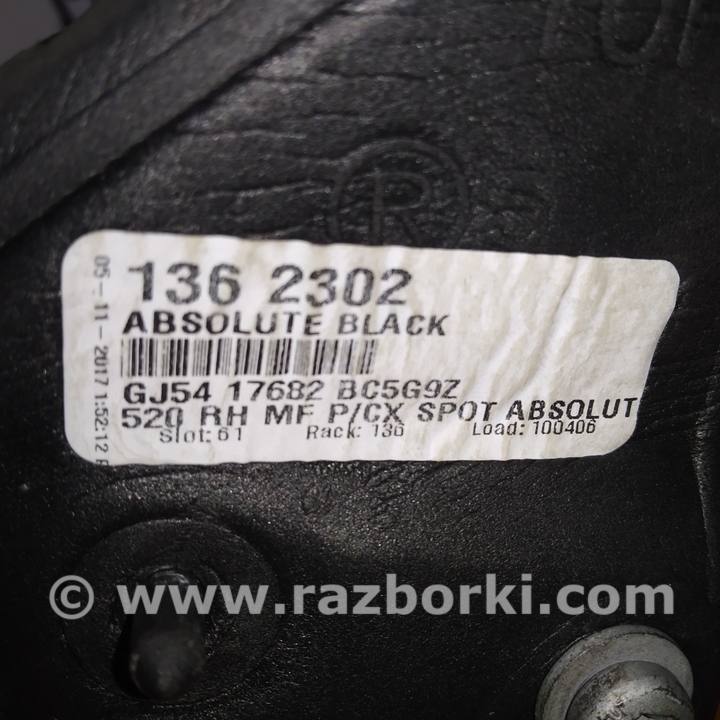 TOP
R
136 2302
ABSOLUTE BLACK
GJ54 17682 BC5G9Z
520 RH MF P/CX SPOT ABSOLUT
Slot: 61 Rack: 136 Load: 100406
05-11-2017 1:52:12 P
© www.razborki.com